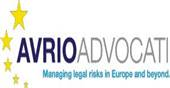 AVRIOADVOCATI
Managing legal risks in Europe and beyond.